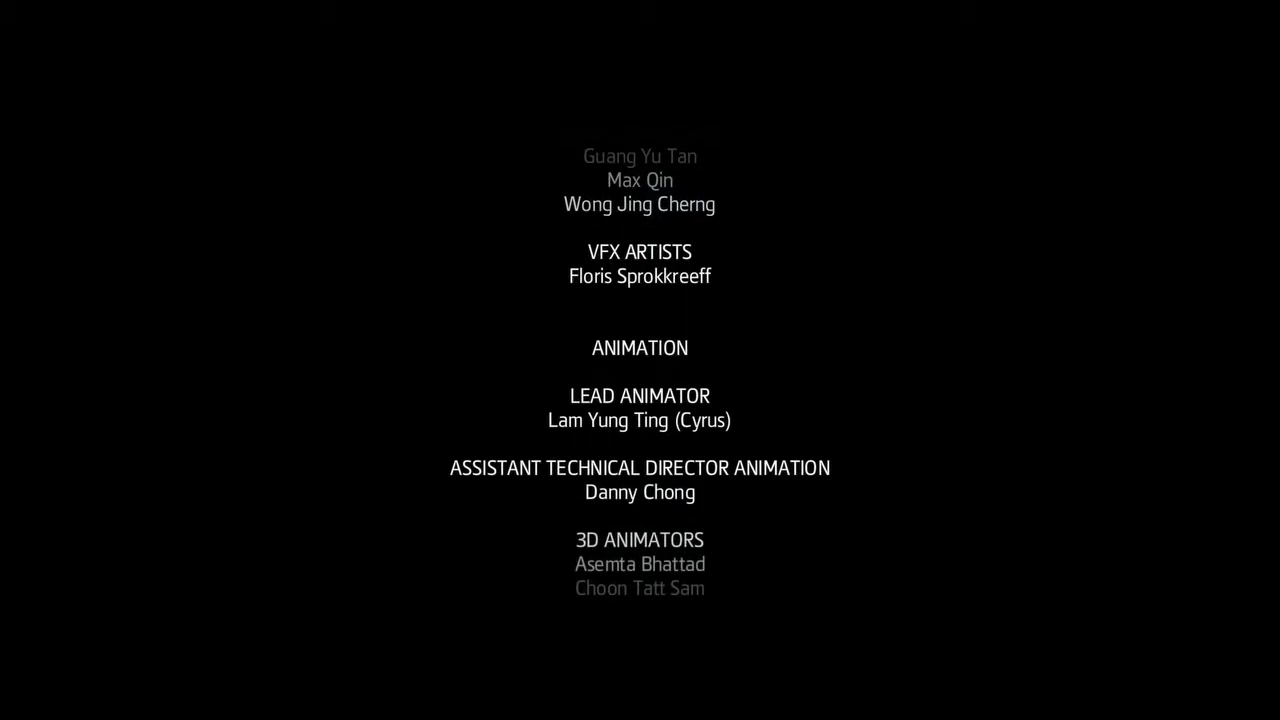 Guang Yu Tan
Max Qin
Wong Jing Cherng
VFX ARTISTS
Floris Sprokkreeff
ANIMATION
LEAD ANIMATOR
Lam Yung Ting (Cyrus)
ASSISTANT TECHNICAL DIRECTOR ANIMATION
Danny Chong
3D ANIMATORS
Asemta Bhattad
Choon Tatt Sam